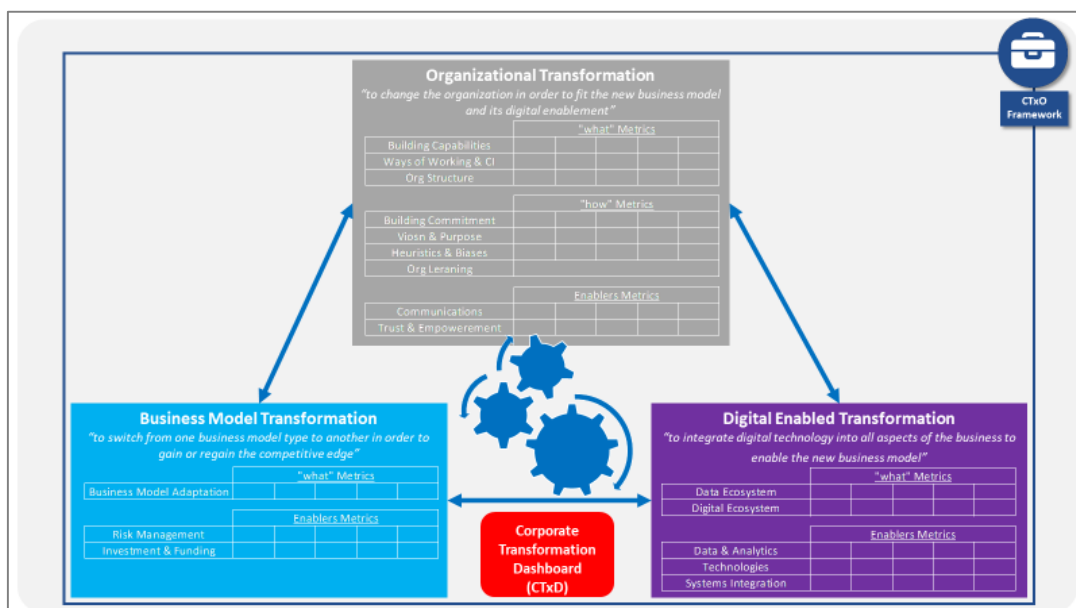 CTxO
Framework
Organizational Transformation
"to change the organization in order to fit the new business model
and its digital enablement"
"what" Metrics
Building Capabilities
Ways of Working & CI
Org Structure
"how" Metrics
Building Commitment
Viosn & Purpose
Heuristics & Biases
Org Leraning
Enablers Metrics
Communications
Trust & Empowerement
Business Model Transformation
"to switch from one business model type to another in order to
gain or regain the competitive edge"
"what" Metrics
Business Model Adaptation
Enablers Metrics
Risk Management
Investment & Funding
Corporate
Transformation
Dashboard
(CTxD)
Digital Enabled Transformation
"to integrate digital technology into all aspects of the business to
enable the new business model"
"what" Metrics
Data Ecosystem
Digital Ecosystem
Enablers Metrics
Data & Analytics
Technologies
Systems Integration